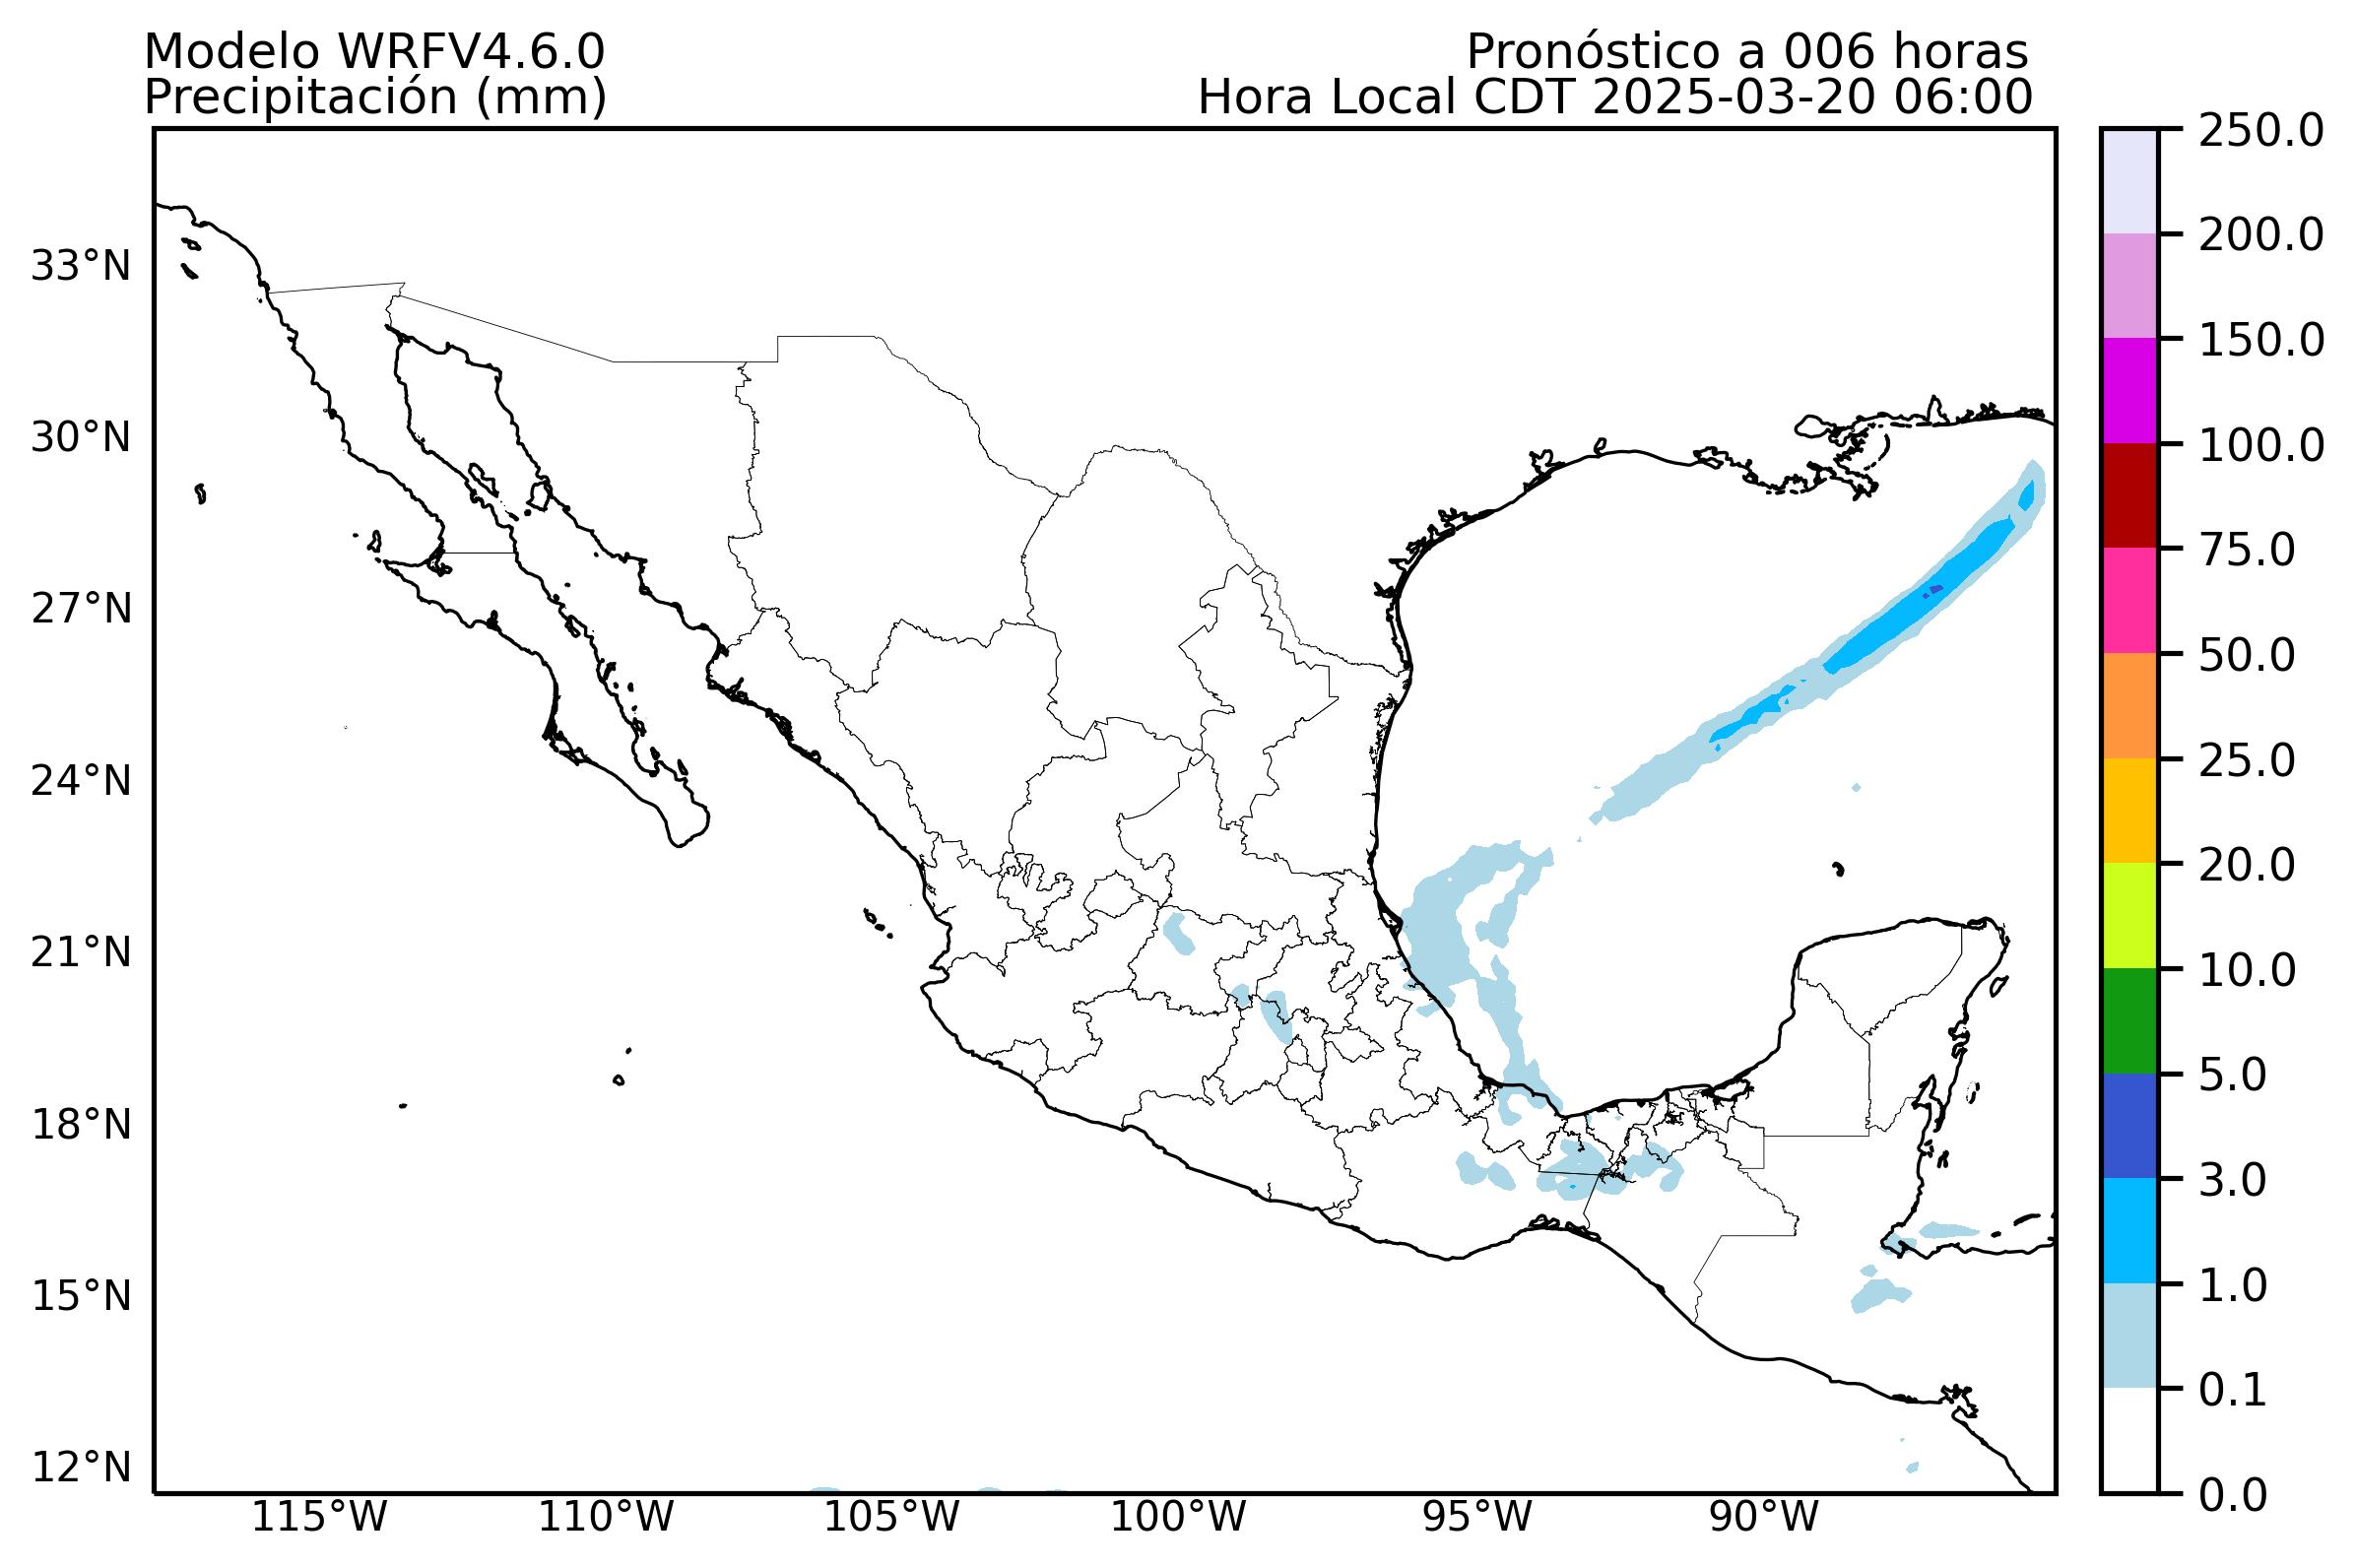 Modelo WRFV4.6.0
Precipitación (mm)
Pronóstico a 006 horas
Hora Local CDT 2025-03-20 06:00
33°N
30°N
27°N
24°N
21°N
18°N
15°N
12°N
115°W
110°W
105°W
100°W
95°W
90°W
250.0
200.0
150.0
100.0
75.0
50.0
25.0
20.0
10.0
5.0
3.0
1.0
0.1
0.0